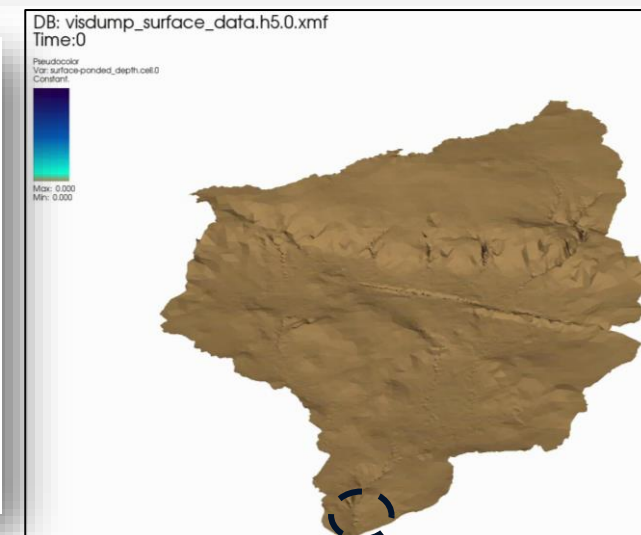 DB: visdump_surface_data.h5.0.xmf
Time:0
Pseudocolor
Var: surface-ponded_depth.cell.0
Constant.
Max: 0.000
Min: 0.000